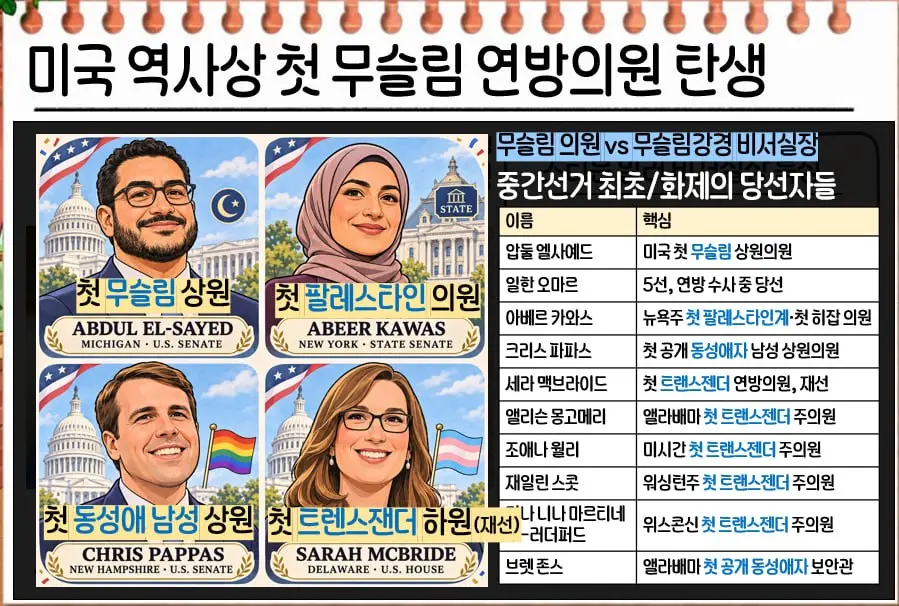 미국 역사상 첫 무슬림 연방의원 탄생
첫 무슬림 상원
ABDUL EL-SAYED
MICHIGAN · U.S. SENATE
STATE
첫 팔레스타인 의원
ABEER KAWAS
NEW YORK · STATE SENATE
첫 동성애 남성 상원
CHRIS PAPPAS
NEW HAMPSHIRE · U.S. SENATE
첫 트렌스잰더 하원(재선)
SARAH MCBRIDE
DELAWARE · U.S. HOUSE
무슬림 의원 vs 무슬림강경 비서실장
중간선거 최초/화제의 당선자들
이름 핵심
압둘 엘사예드 미국 첫 무슬림 상원의원
일한 오마르 5선, 연방 수사 중 당선
아베르 카와스 뉴욕주 첫 팔레스타인계·첫 히잡 의원
크리스 파파스 첫 공개 동성애자 남성 상원의원
세라 맥브라이드 첫 트랜스젠더 연방의원, 재선
앨리슨 몽고메리 앨라배마 첫 트랜스젠더 주의원
조애나 월리 미시간 첫 트랜스젠더 주의원
재일린 스콧 워싱턴주 첫 트랜스젠더 주의원
니나 마르티네
–러더퍼드 위스콘신 첫 트랜스젠더 주의원
브렛 존스 앨라배마 첫 공개 동성애자 보안관